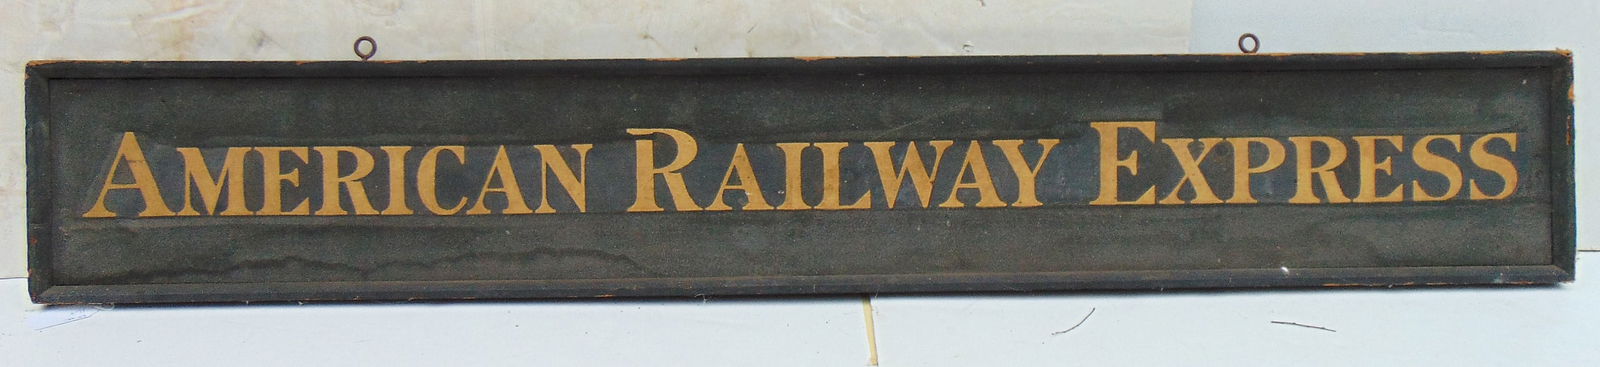 AMERICAN RAILWAY EXPRESS